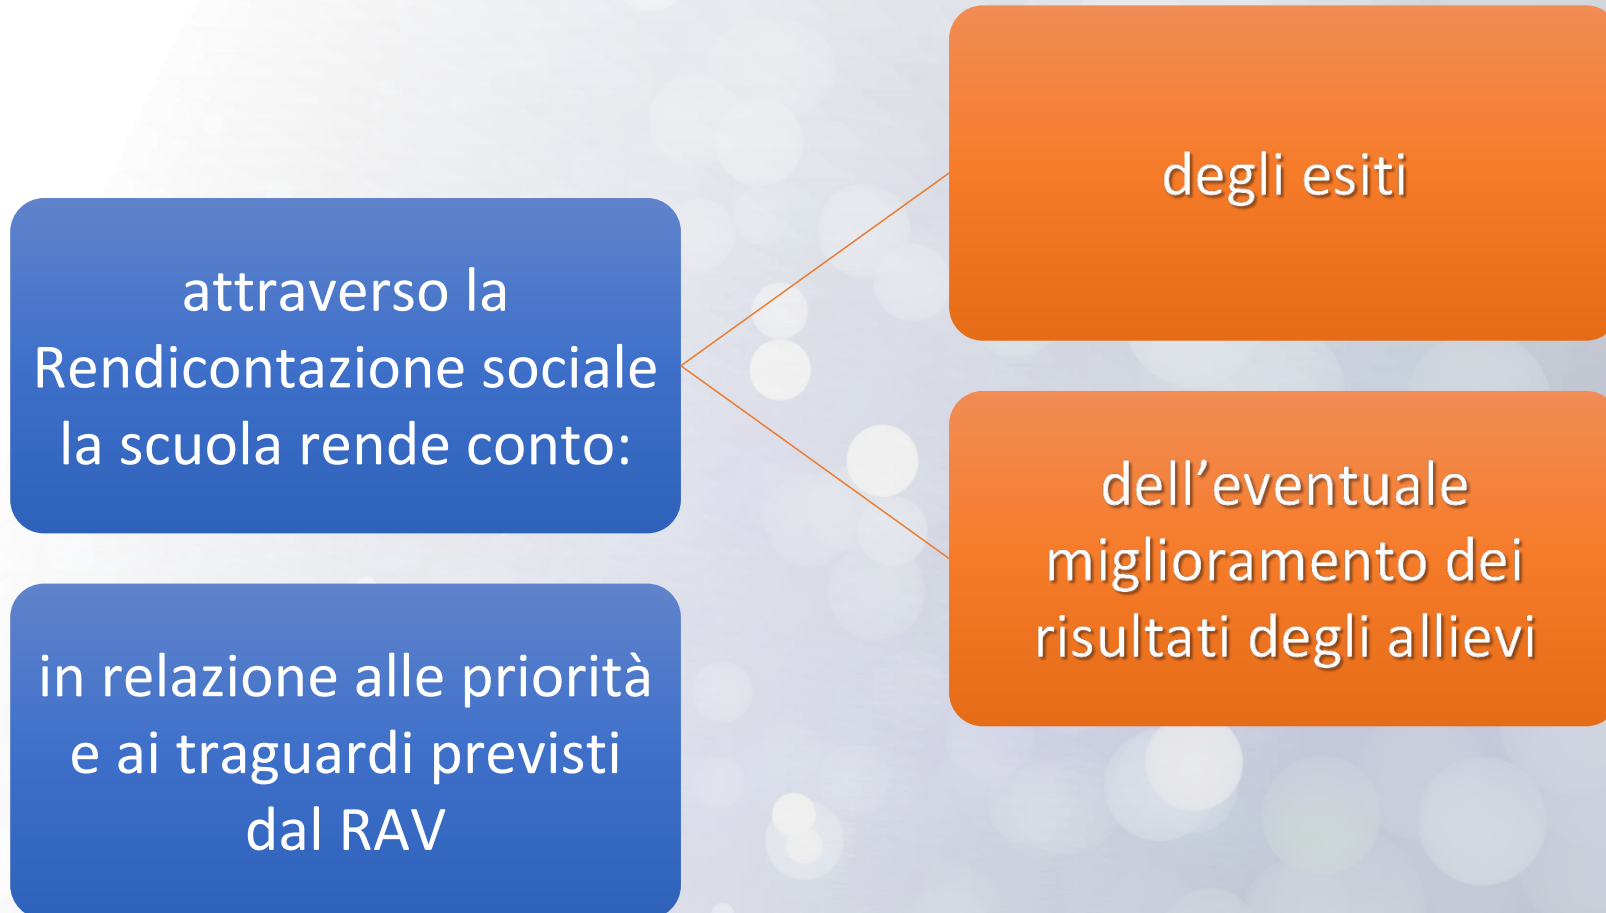 attraverso la
Rendicontazione sociale
la scuola rende conto:
degli esiti
dell’eventuale
miglioramento dei
risultati degli allievi
in relazione alle priorità
e ai traguardi previsti
dal RAV